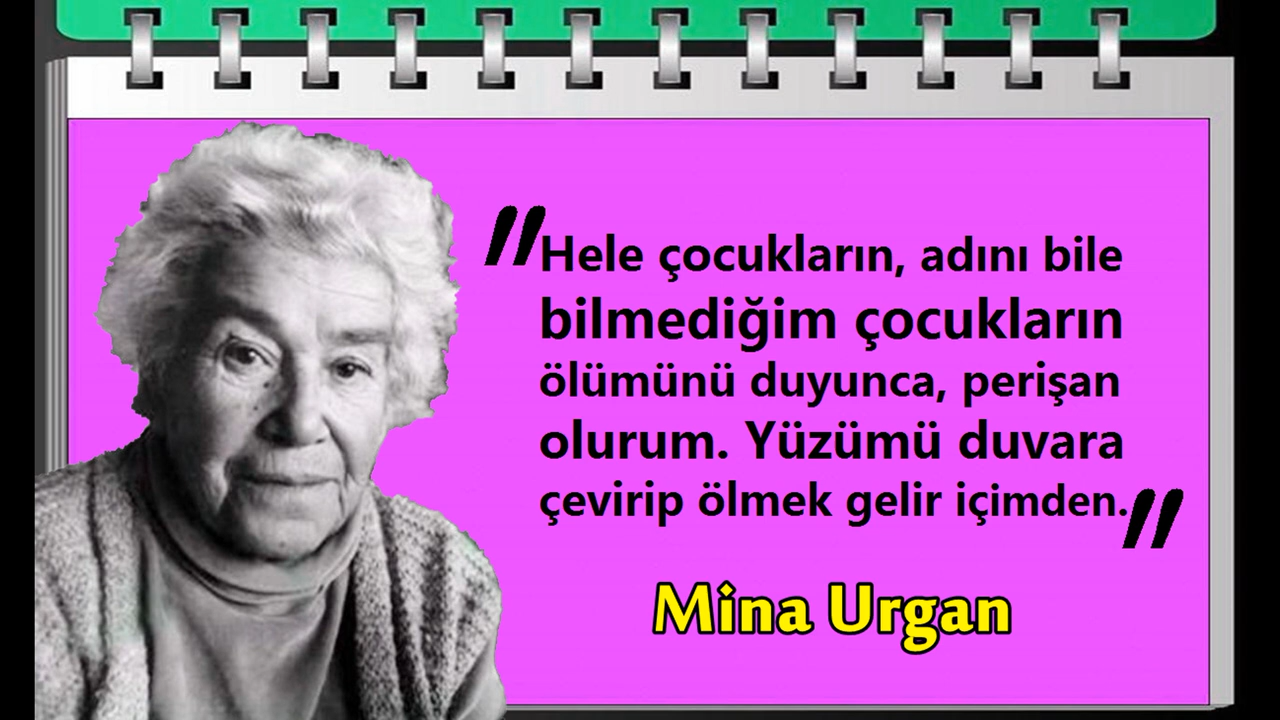 "Hele çocukların, adını bile
bilmediğim çocukların
ölümünü duyunca, perişan
olurum. Yüzümü duvara
çevirip ölmek gelir içimden."
Mina Urgan